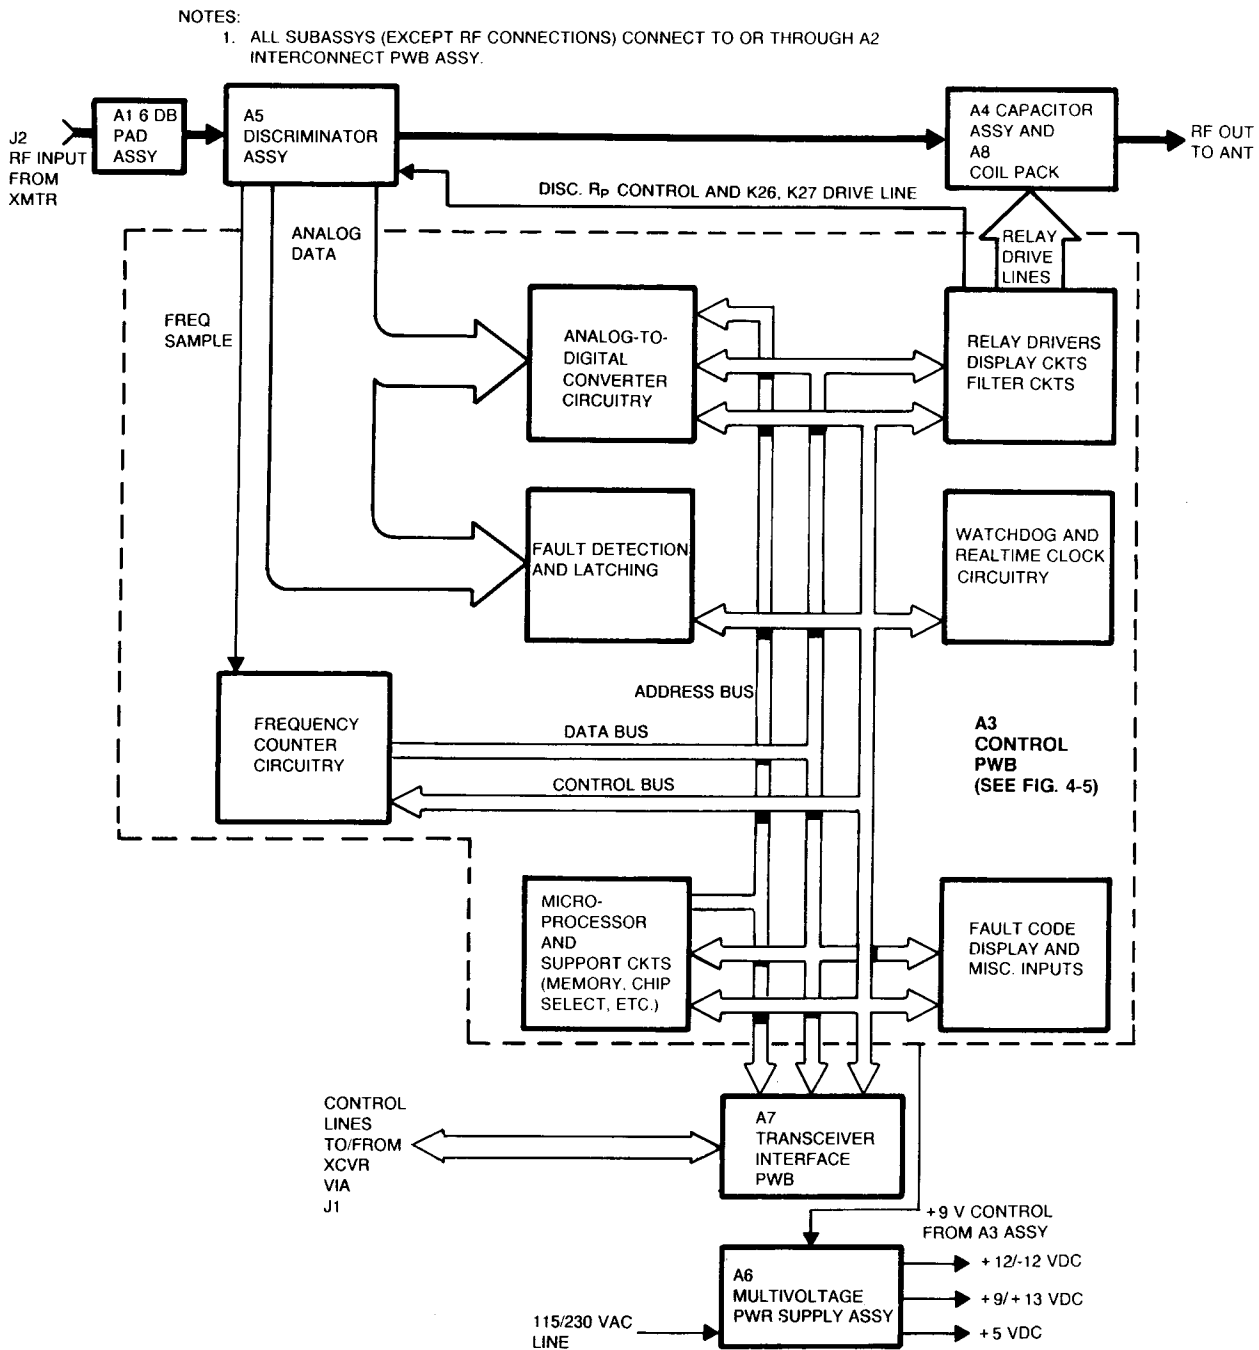 NOTES:
1. ALL SUBASSYS (EXCEPT RF CONNECTIONS) CONNECT TO OR THROUGH A2
INTERCONNECT PWB ASSY.
J2
RF INPUT
FROM
XMTR
A1 6 DB
PAD
ASSY
A5
DISCRIMINATOR
ASSY
A4 CAPACITOR
ASSY AND
A8
COIL PACK
RF OUT
TO ANT
DISC. RP CONTROL AND K26, K27 DRIVE LINE
ANALOG
DATA
RELAY
DRIVE
LINES
FREQ
SAMPLE
ANALOG-TO-
DIGITAL
CONVERTER
CIRCUITRY
RELAY DRIVERS
DISPLAY CKTS
FILTER CKTS
FAULT DETECTION
AND LATCHING
WATCHDOG AND
REALTIME CLOCK
CIRCUITRY
ADDRESS BUS
FREQUENCY
COUNTER
CIRCUITRY
DATA BUS
CONTROL BUS
A3
CONTROL
PWB
(SEE FIG. 4-5)
MICRO-
PROCESSOR
AND
SUPPORT CKTS
(MEMORY, CHIP
SELECT, ETC.)
FAULT CODE
DISPLAY AND
MISC. INPUTS
CONTROL
LINES
TO/FROM
XCVR
VIA
J1
A7
TRANSCEIVER
INTERFACE
PWB
+9 V CONTROL
FROM A3 ASSY
A6
MULTIVOLTAGE
PWR SUPPLY ASSY
115/230 VAC
LINE
+12/-12 VDC
+9/+13 VDC
+5 VDC